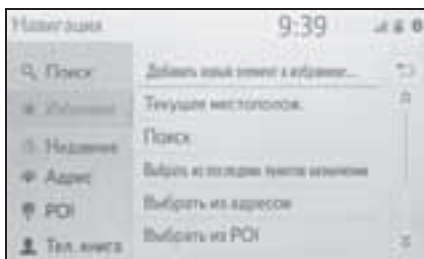 Навигация 9:39
Поиск
Избранное
Недавние
Адрес
POI
Тел. книга
Добавить новый элемент в избранное...
Текущее местополож.
Поиск
Выбрать из последних пунктов назначения
Выбрать из адресов
Выбрать из POI